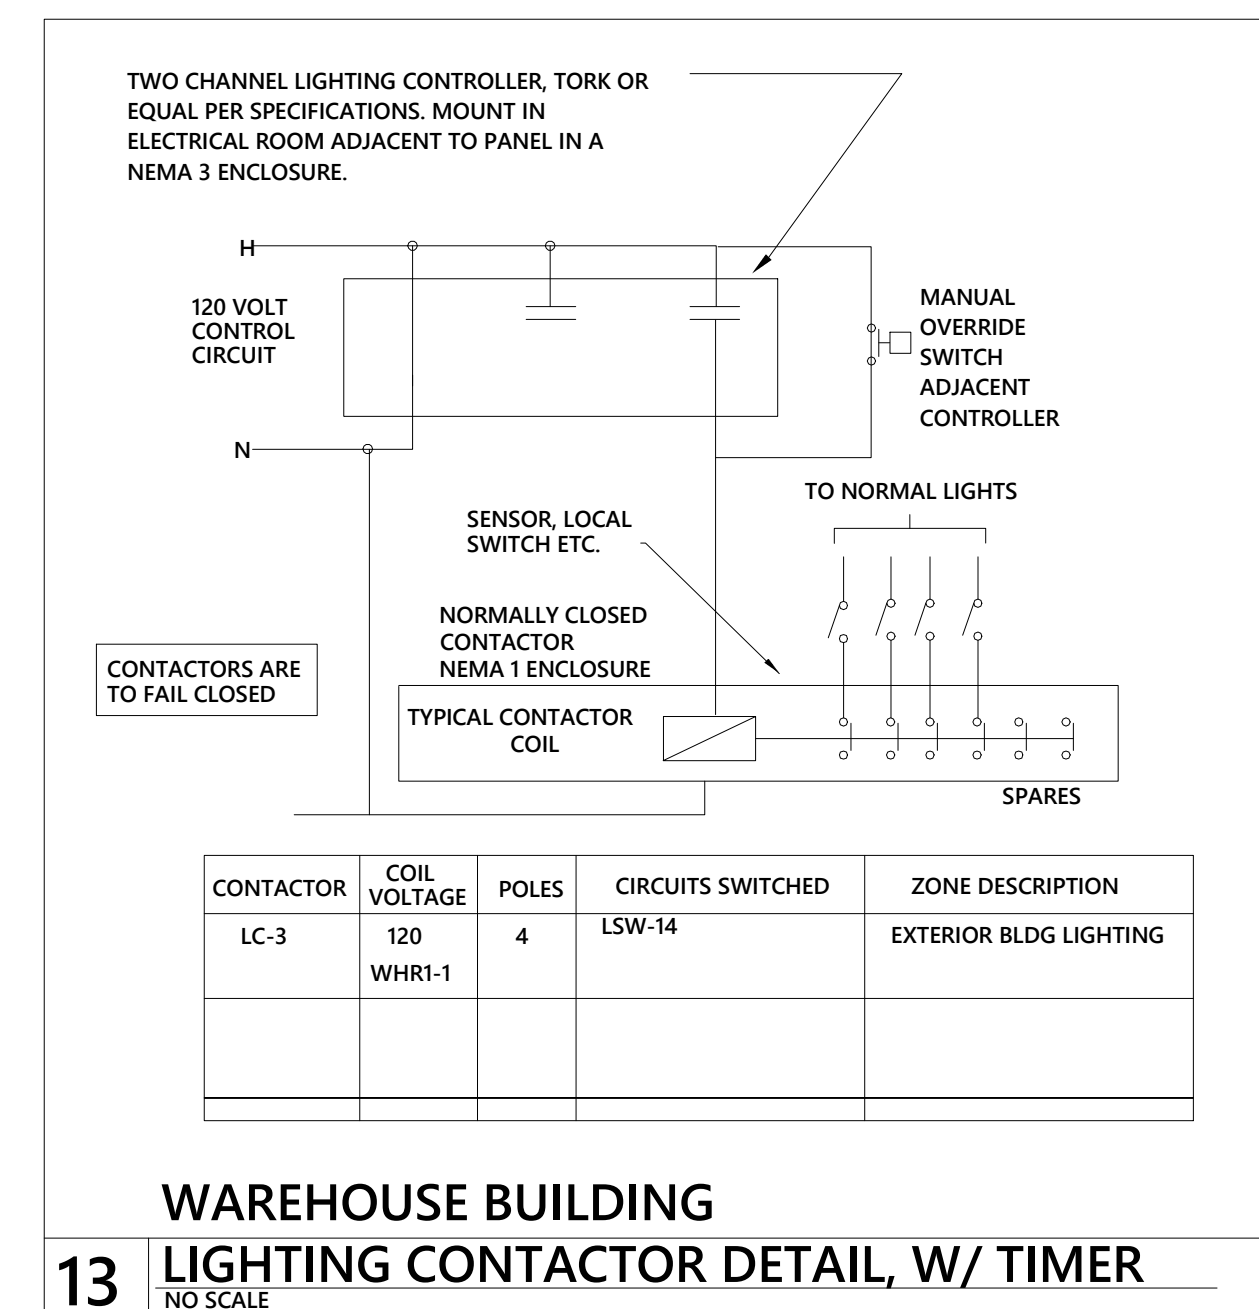 TWO CHANNEL LIGHTING CONTROLLER, TORK OR
EQUAL PER SPECIFICATIONS. MOUNT IN
ELECTRICAL ROOM ADJACENT TO PANEL IN A
NEMA 3 ENCLOSURE.
H
120 VOLT
CONTROL
CIRCUIT
N
MANUAL
OVERRIDE
SWITCH
ADJACENT
CONTROLLER
TO NORMAL LIGHTS
SENSOR, LOCAL
SWITCH ETC.
NORMALLY CLOSED
CONTACTOR
NEMA 1 ENCLOSURE
CONTACTORS ARE
TO FAIL CLOSED
TYPICAL CONTACTOR
COIL
SPARES
CONTACTOR
COIL
VOLTAGE
POLES
CIRCUITS SWITCHED
ZONE DESCRIPTION
LC-3
120
WHR1-1
4
LSW-14
EXTERIOR BLDG LIGHTING
WAREHOUSE BUILDING
13
LIGHTING CONTACTOR DETAIL, W/ TIMER
NO SCALE